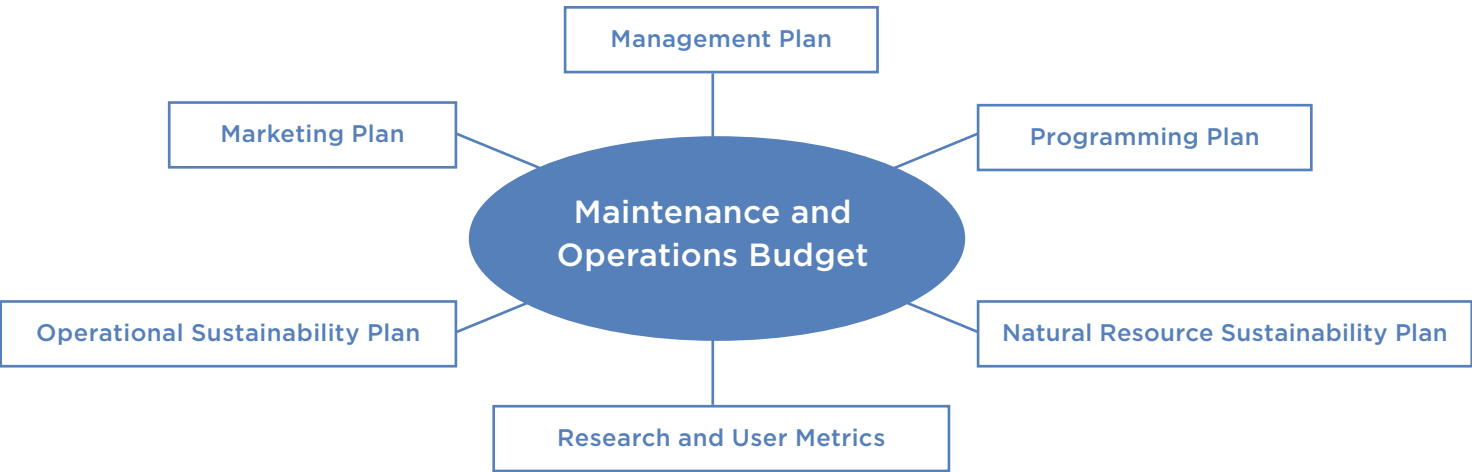 Management Plan
Marketing Plan
Programming Plan
Maintenance and
Operations Budget
Operational Sustainability Plan
Natural Resource Sustainability Plan
Research and User Metrics